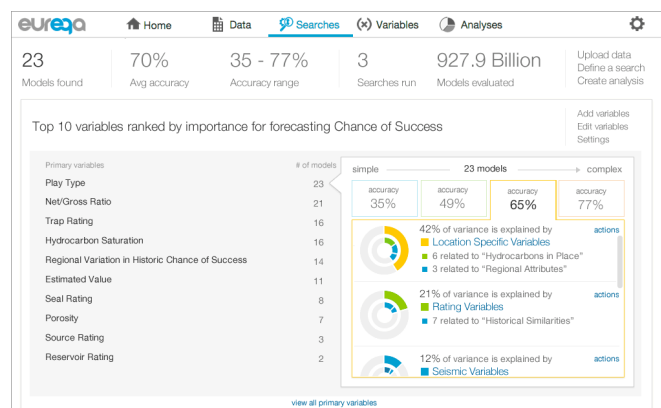 eureqa
Home
Data
Searches
(x) Variables
Analyses
23
Models found
70%
Avg accuracy
35 - 77%
Accuracy range
3
Searches run
927.9 Billion
Models evaluated
Upload data
Define a search
Create analysis
Top 10 variables ranked by importance for forecasting Chance of Success
Add variables
Edit variables
Settings
Primary variables # of models
Play Type 23
Net/Gross Ratio 21
Trap Rating 16
Hydrocarbon Saturation 16
Regional Variation in Historic Chance of Success 14
Estimated Value 11
Seal Rating 8
Porosity 7
Source Rating 3
Reservoir Rating 2
simple 23 models complex
accuracy
35%
accuracy
49%
accuracy
65%
accuracy
77%
42% of variance is explained by actions
Location Specific Variables
6 related to “Hydrocarbons in Place”
3 related to “Regional Attributes”
21% of variance is explained by actions
Rating Variables
7 related to “Historical Similarities”
12% of variance is explained by actions
Seismic Variables
view all primary variables